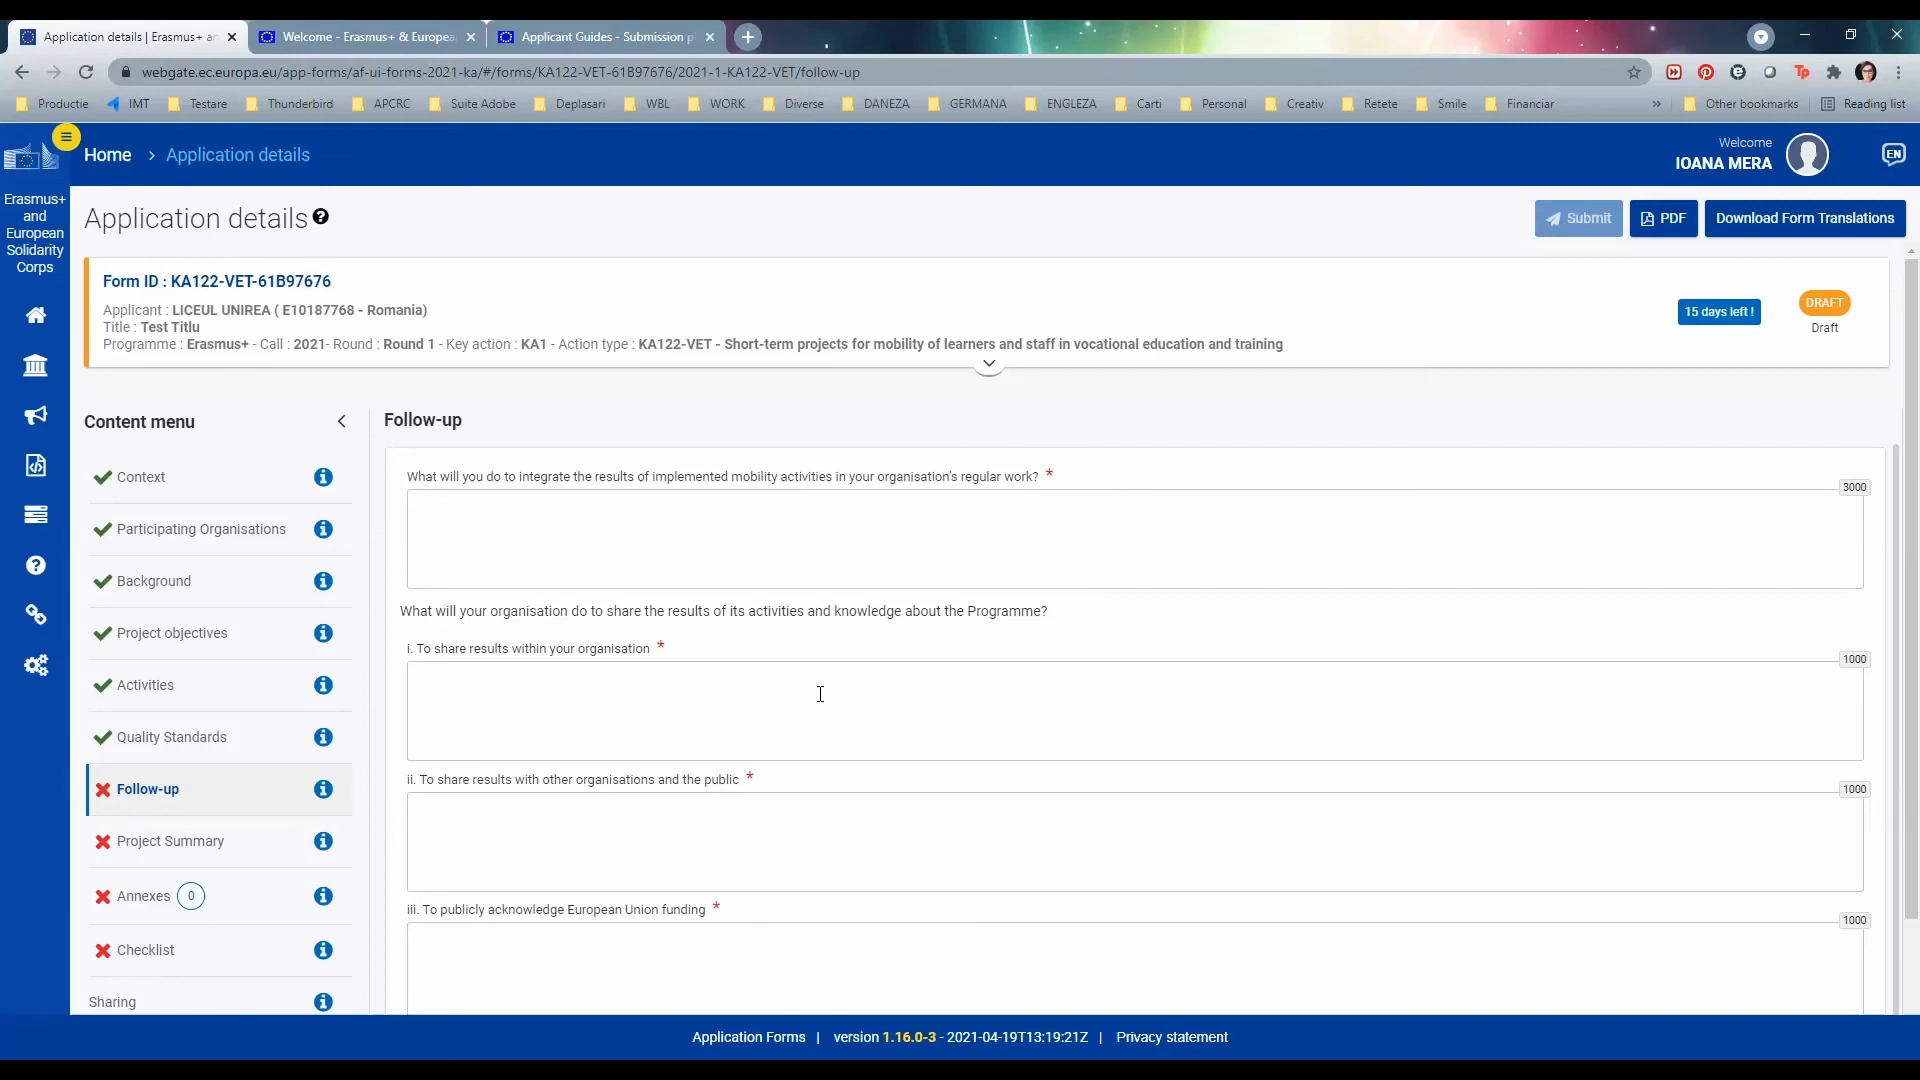 Application details | Erasmus+ an
Welcome - Erasmus+ & Europea
Applicant Guides - Submission p
webgate.ec.europa.eu/app-forms/af-ui-forms-2021-ka/#/forms/KA122-VET-61B97676/2021-1-KA122-VET/follow-up
Productie IMT Testare Thunderbird APCRC Suite Adobe Deplasari WBL WORK Diverse DANEZA GERMANA ENGLEZA Carti Personal Creativ Retete Smile Financiar » Other bookmarks Reading list
Home > Application details
Welcome
IOANA MERA
EN
Erasmus+
and
European
Solidarity
Corps
Application details
Submit PDF Download Form Translations
Form ID : KA122-VET-61B97676
Applicant : LICEUL UNIREA ( E10187768 - Romania)
Title : Test Titlu
Programme : Erasmus+ - Call : 2021- Round : Round 1 - Key action : KA1 - Action type : KA122-VET - Short-term projects for mobility of learners and staff in vocational education and training
15 days left !
DRAFT
Draft
Content menu
Context
Participating Organisations
Background
Project objectives
Activities
Quality Standards
Follow-up
Project Summary
Annexes 0
Checklist
Sharing
Follow-up
What will you do to integrate the results of implemented mobility activities in your organisation's regular work? *
3000
What will your organisation do to share the results of its activities and knowledge about the Programme?
i. To share results within your organisation *
1000
ii. To share results with other organisations and the public *
1000
iii. To publicly acknowledge European Union funding *
1000
Application Forms | version 1.16.0-3 - 2021-04-19T13:19:21Z | Privacy statement